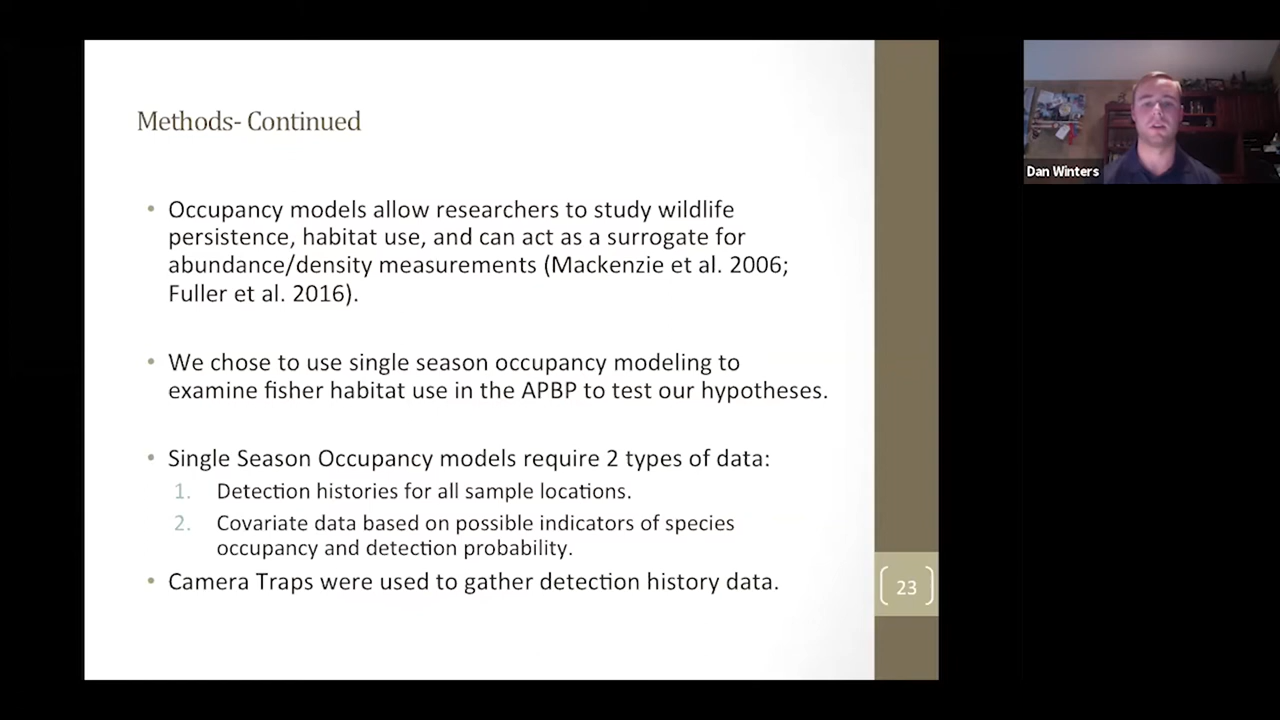 Methods- Continued
• Occupancy models allow researchers to study wildlife
persistence, habitat use, and can act as a surrogate for
abundance/density measurements (Mackenzie et al. 2006;
Fuller et al. 2016).
• We chose to use single season occupancy modeling to
examine fisher habitat use in the APBP to test our hypotheses.
• Single Season Occupancy models require 2 types of data:
1. Detection histories for all sample locations.
2. Covariate data based on possible indicators of species
occupancy and detection probability.
• Camera Traps were used to gather detection history data.
23
Dan Winters